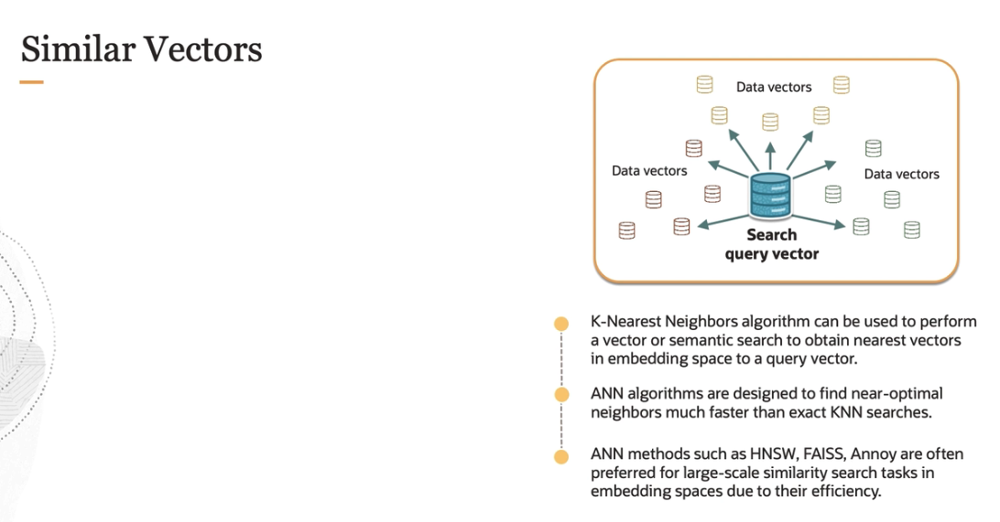 Similar Vectors
Data vectors
Data vectors
Data vectors
Search
query vector
K-Nearest Neighbors algorithm can be used to perform
a vector or semantic search to obtain nearest vectors
in embedding space to a query vector.
ANN algorithms are designed to find near-optimal
neighbors much faster than exact KNN searches.
ANN methods such as HNSW, FAISS, Annoy are often
preferred for large-scale similarity search tasks in
embedding spaces due to their efficiency.